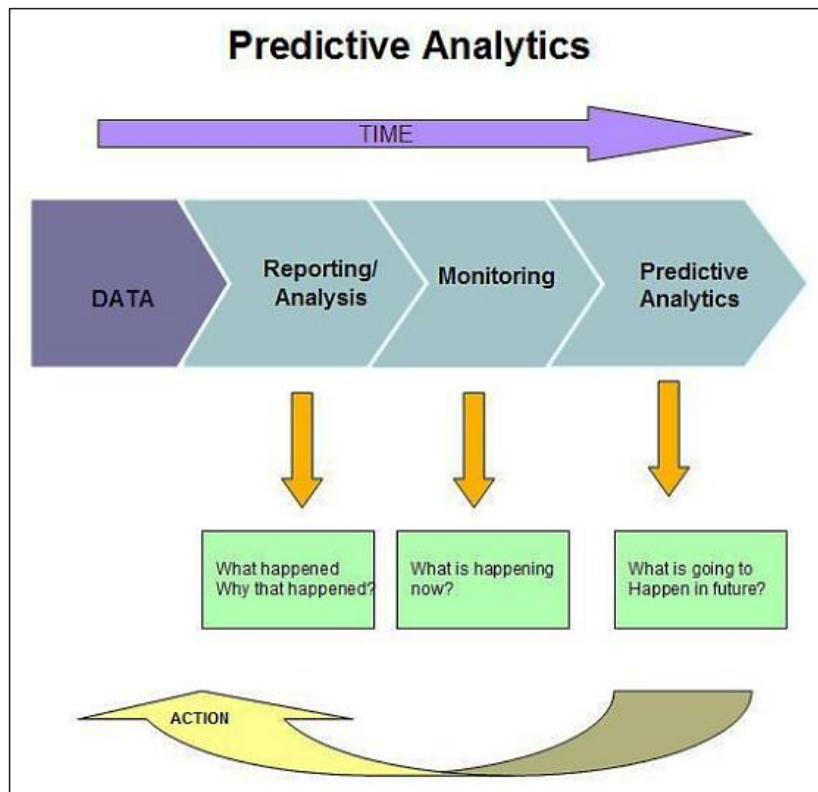 Predictive Analytics
TIME
DATA
Reporting/
Analysis
Monitoring
Predictive
Analytics
What happened
Why that happened?
What is happening
now?
What is going to
Happen in future?
ACTION